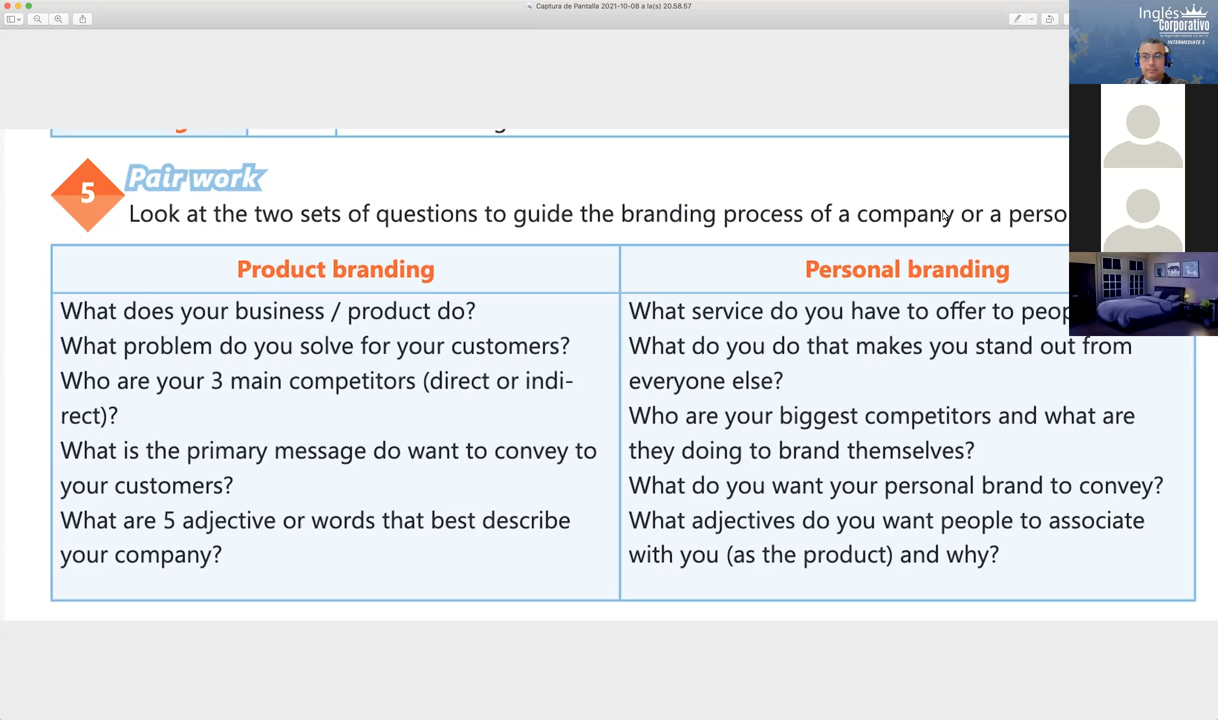 Captura de Pantalla 2021-10-08 a la(s) 20.58.57
Inglés
Corporativo
INTERMEDIATE 3
5
Pair work
Look at the two sets of questions to guide the branding process of a company or a perso
Product branding
Personal branding
What does your business / product do?
What problem do you solve for your customers?
Who are your 3 main competitors (direct or indi-
rect)?
What is the primary message do want to convey to
your customers?
What are 5 adjective or words that best describe
your company?
What service do you have to offer to peop
What do you do that makes you stand out from
everyone else?
Who are your biggest competitors and what are
they doing to brand themselves?
What do you want your personal brand to convey?
What adjectives do you want people to associate
with you (as the product) and why?